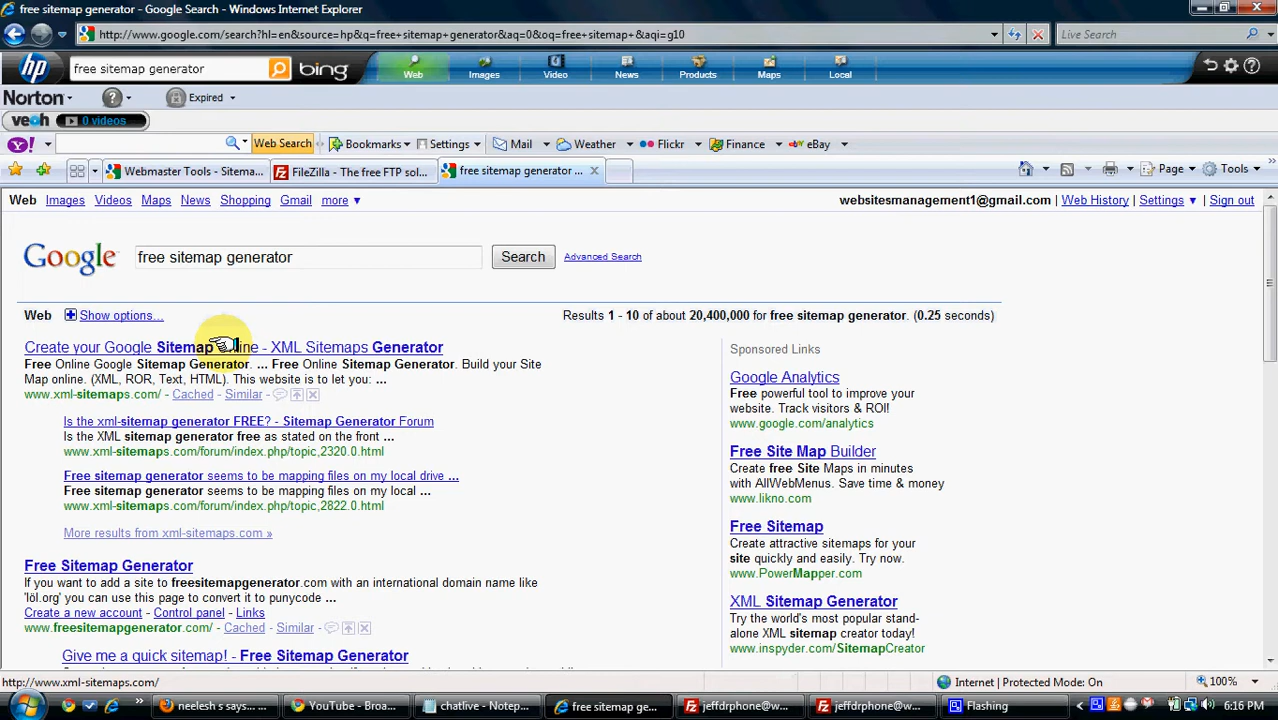 free sitemap generator - Google Search - Windows Internet Explorer
http://www.google.com/search?hl=en&source=hp&q=free+sitemap+generator&aq=0&oq=free+sitemap+&aqi=g10
Live Search
hp free sitemap generator bing Web Images Video News Products Maps Local
Norton Expired
veoh 0 videos
Y! Web Search Bookmarks Settings Mail Weather Flickr Finance eBay
Webmaster Tools - Sitema... FileZilla - The free FTP sol... free sitemap generator ... Page Tools
Web Images Videos Maps News Shopping Gmail more ▼ websitesmanagement1@gmail.com | Web History | Settings ▼ | Sign out
Google free sitemap generator Search Advanced Search
Web Show options... Results 1 - 10 of about 20,400,000 for free sitemap generator. (0.25 seconds)
Create your Google Sitemap Online - XML Sitemaps Generator
Free Online Google Sitemap Generator. ... Free Online Sitemap Generator. Build your Site
Map online. (XML, ROR, Text, HTML). This website is to let you: ...
www.xml-sitemaps.com/ - Cached - Similar
Is the xml-sitemap generator FREE? - Sitemap Generator Forum
Is the XML sitemap generator free as stated on the front ...
www.xml-sitemaps.com/forum/index.php/topic,2320.0.html
Free sitemap generator seems to be mapping files on my local drive ...
Free sitemap generator seems to be mapping files on my local ...
www.xml-sitemaps.com/forum/index.php/topic,2822.0.html
More results from xml-sitemaps.com »
Free Sitemap Generator
If you want to add a site to freesitemapgenerator.com with an international domain name like
'löl.org' you can use this page to convert it to punycode ...
Create a new account - Control panel - Links
www.freesitemapgenerator.com/ - Cached - Similar
Give me a quick sitemap! - Free Sitemap Generator
Sponsored Links
Google Analytics
Free powerful tool to improve your
website. Track visitors & ROI!
www.google.com/analytics
Free Site Map Builder
Create free Site Maps in minutes
with AllWebMenus. Save time & money
www.likno.com
Free Sitemap
Create attractive sitemaps for your
site quickly and easily. Try now.
www.PowerMapper.com
XML Sitemap Generator
Try the world's most popular stand-
alone XML sitemap creator today!
www.inspyder.com/SitemapCreator
http://www.xml-sitemaps.com/ Internet | Protected Mode: On 100%
neelesh s says... YouTube - Broa... chatlive - Notep... free sitemap ge... jeffdrphone@w... jeffdrphone@w... Flashing 6:16 PM